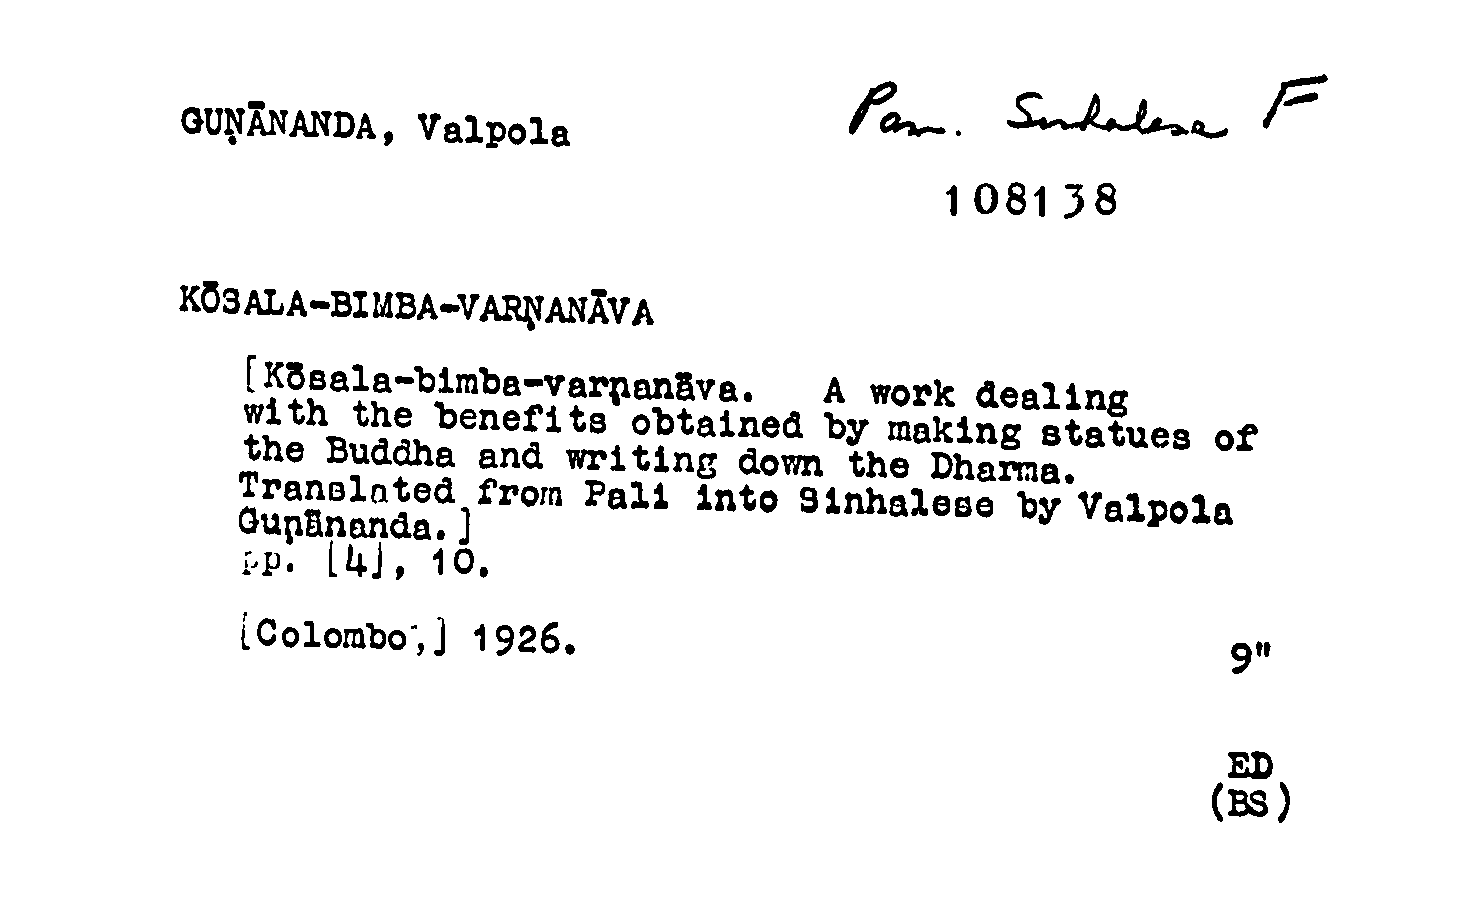 GUṆĀNANDA, Valpola
Pam. Sinhalese F
108138
KŌSALA-BIMBA-VARṆANĀVA
[Kōsala-bimba-varṇanāva. A work dealing
with the benefits obtained by making statues of
the Buddha and writing down the Dharma.
Translated from Pali into Sinhalese by Valpola
Guṇānanda.]
pp. [4], 10.
[Colombo,] 1926.
9"
ED
(BS)